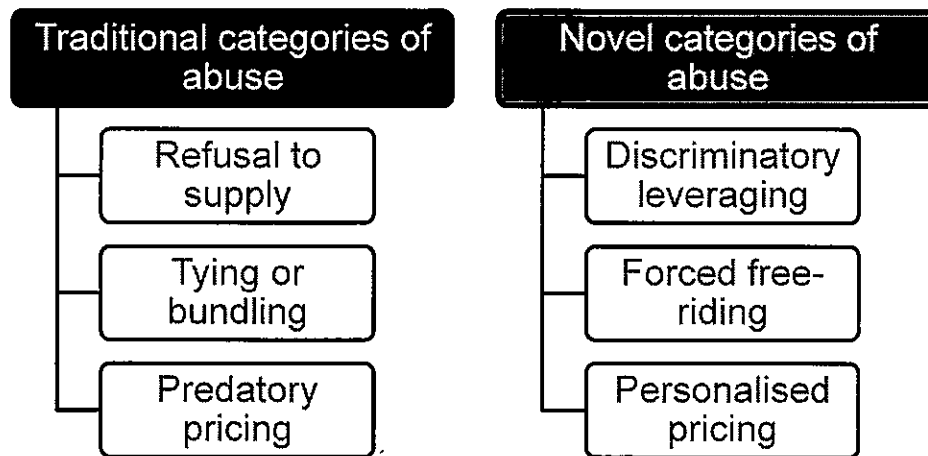 Traditional categories of
abuse
Refusal to
supply
Tying or
bundling
Predatory
pricing
Novel categories of
abuse
Discriminatory
leveraging
Forced free-
riding
Personalised
pricing